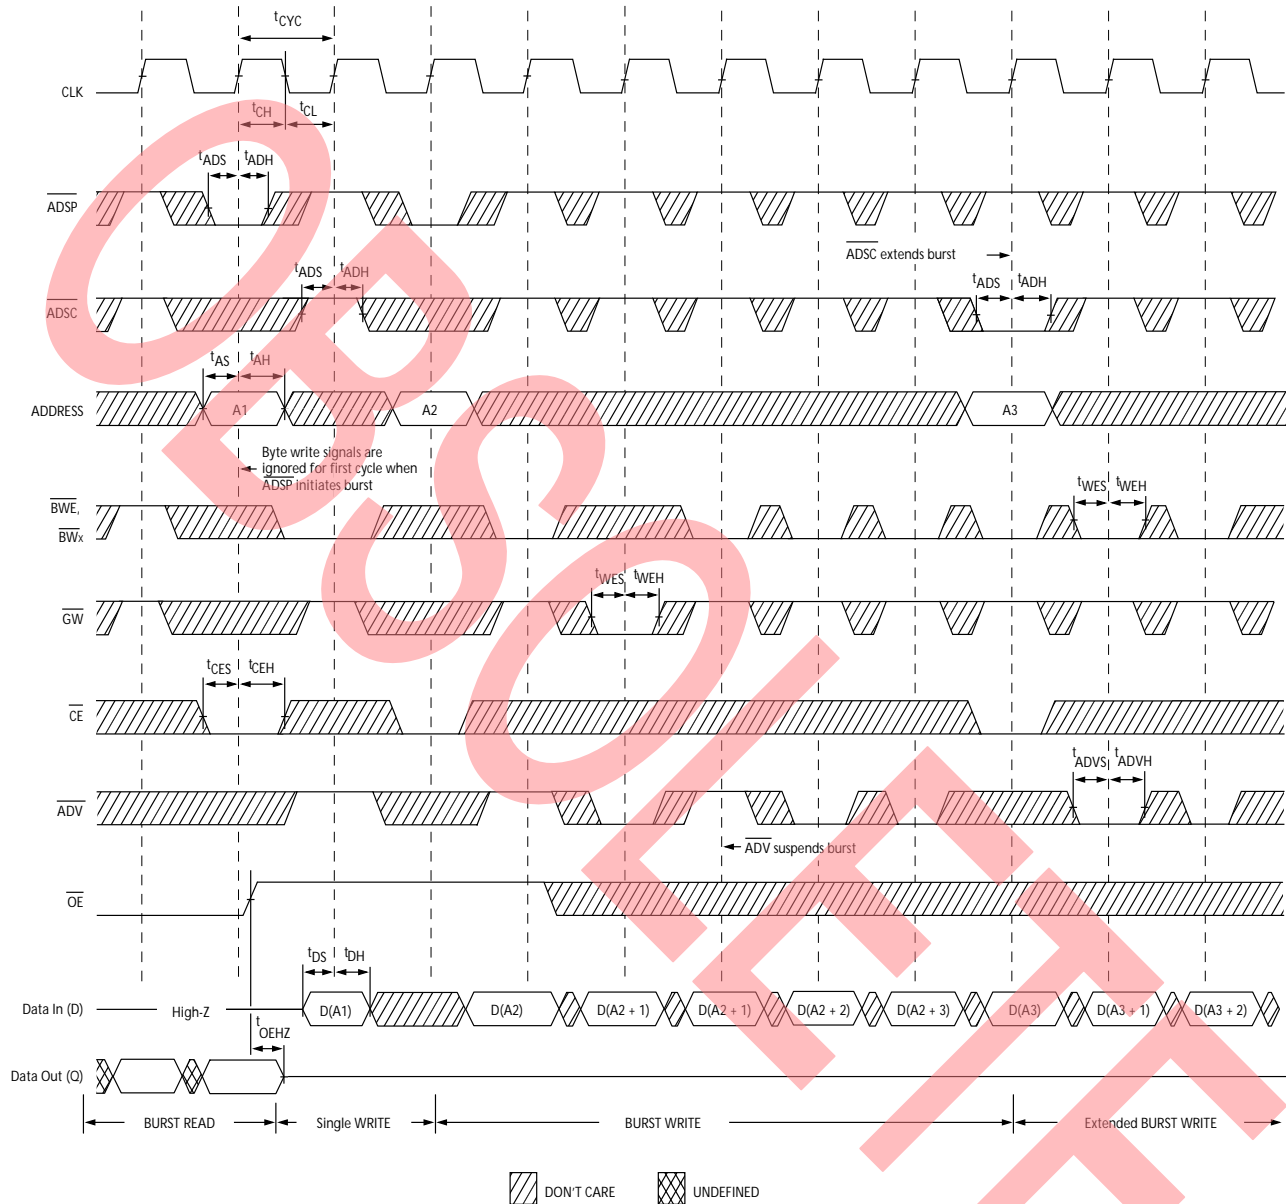 tCYC
CLK
tCH tCL
tADS tADH
ADSP
ADSC extends burst
tADS tADH
tADS tADH
ADSC
tAS tAH
ADDRESS A1 A2 A3
Byte write signals are
ignored for first cycle when
ADSP initiates burst
tWES tWEH
BWE,
BWx
tWES tWEH
GW
tCES tCEH
CE
tADVS tADVH
ADV
ADV suspends burst
OE
tDS tDH
Data In (D) High-Z D(A1) D(A2) D(A2 + 1) D(A2 + 1) D(A2 + 2) D(A2 + 3) D(A3) D(A3 + 1) D(A3 + 2)
tOEHZ
Data Out (Q)
BURST READ Single WRITE BURST WRITE Extended BURST WRITE
DON'T CARE UNDEFINED
OBSOLETE